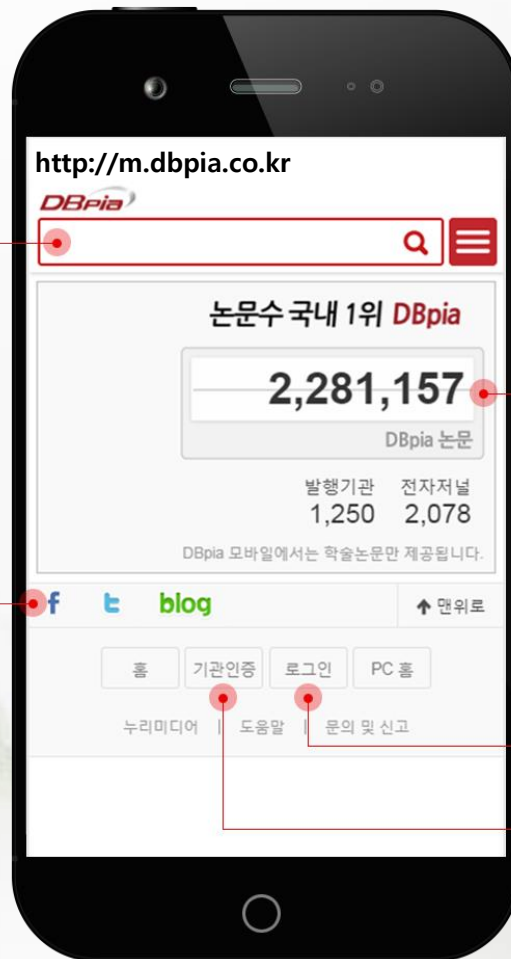 http://m.dbpia.co.kr
DBpia
논문수 국내 1위 DBpia
2,281,157
DBpia 논문
발행기관 전자저널
1,250 2,078
DBpia 모바일에서는 학술논문만 제공됩니다.
f t blog 맨위로
홈 기관인증 로그인 PC 홈
누리미디어 | 도움말 | 문의 및 신고